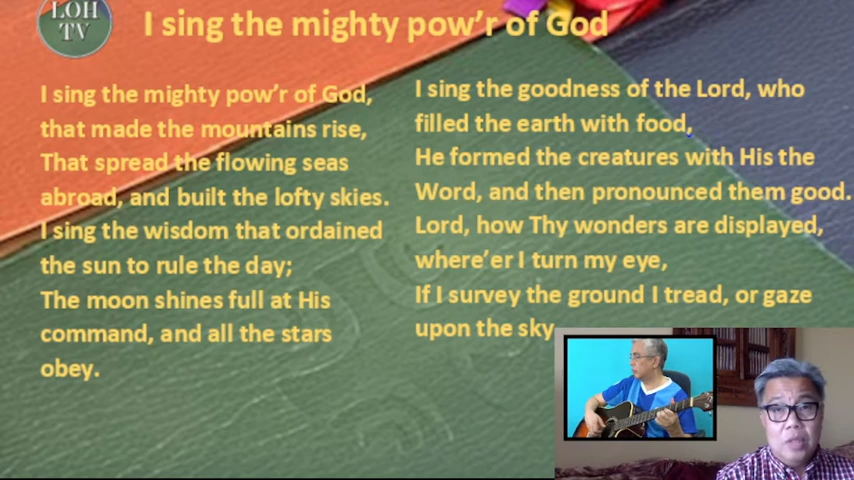 LOH
TV
I sing the mighty pow’r of God
I sing the mighty pow’r of God,
that made the mountains rise,
That spread the flowing seas
abroad, and built the lofty skies.
I sing the wisdom that ordained
the sun to rule the day;
The moon shines full at His
command, and all the stars
obey.
I sing the goodness of the Lord, who
filled the earth with food,
He formed the creatures with His the
Word, and then pronounced them good.
Lord, how Thy wonders are displayed,
where’er I turn my eye,
If I survey the ground I tread, or gaze
upon the sky